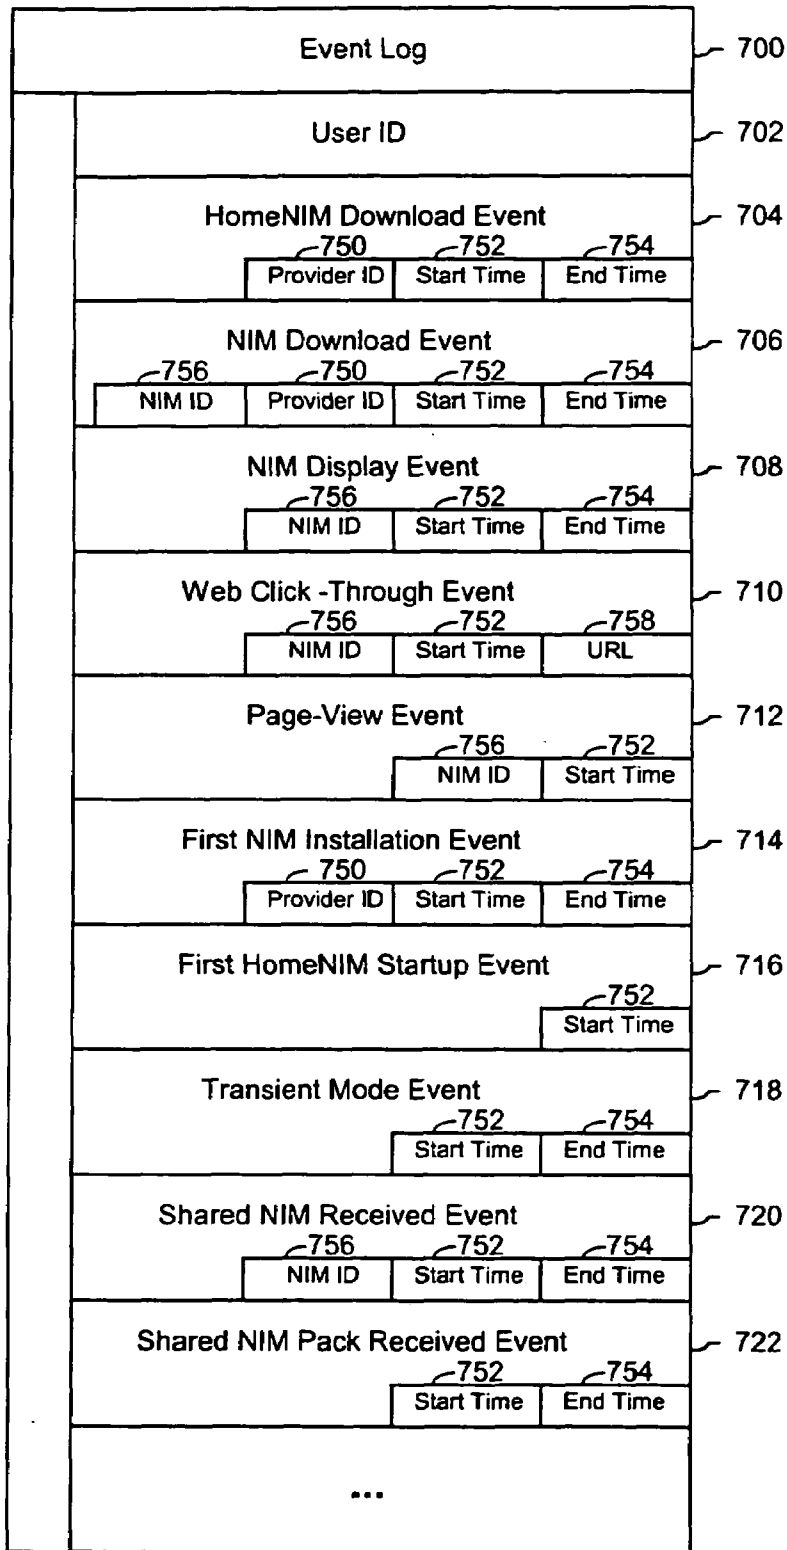 Event Log 700
User ID 702
HomeNIM Download Event 704
750 752 754
Provider ID Start Time End Time
NIM Download Event 706
756 750 752 754
NIM ID Provider ID Start Time End Time
NIM Display Event 708
756 752 754
NIM ID Start Time End Time
Web Click -Through Event 710
756 752 758
NIM ID Start Time URL
Page-View Event 712
756 752
NIM ID Start Time
First NIM Installation Event 714
750 752 754
Provider ID Start Time End Time
First HomeNIM Startup Event 716
752
Start Time
Transient Mode Event 718
752 754
Start Time End Time
Shared NIM Received Event 720
756 752 754
NIM ID Start Time End Time
Shared NIM Pack Received Event 722
752 754
Start Time End Time
...